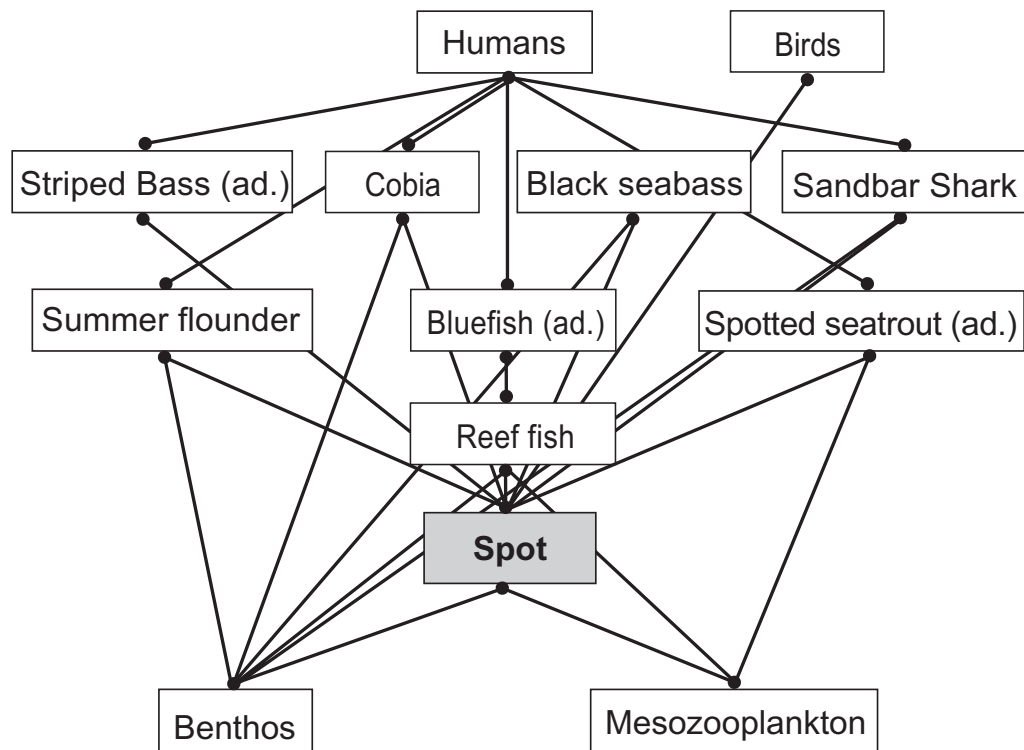 Humans
Birds
Striped Bass (ad.)
Cobia
Black seabass
Sandbar Shark
Summer flounder
Bluefish (ad.)
Spotted seatrout (ad.)
Reef fish
Spot
Benthos
Mesozooplankton